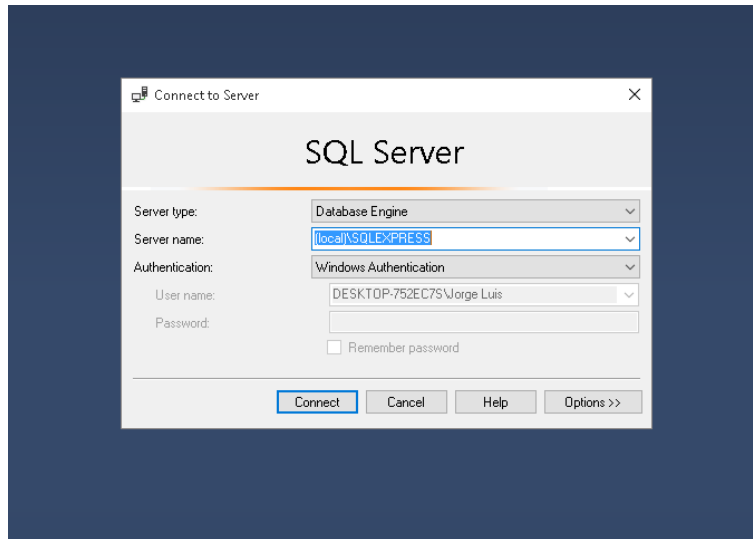 Connect to Server
SQL Server
Server type: Database Engine
Server name: (local)\SQLEXPRESS
Authentication: Windows Authentication
User name: DESKTOP-752EC7S\Jorge Luis
Password:
Remember password
Connect Cancel Help Options >>